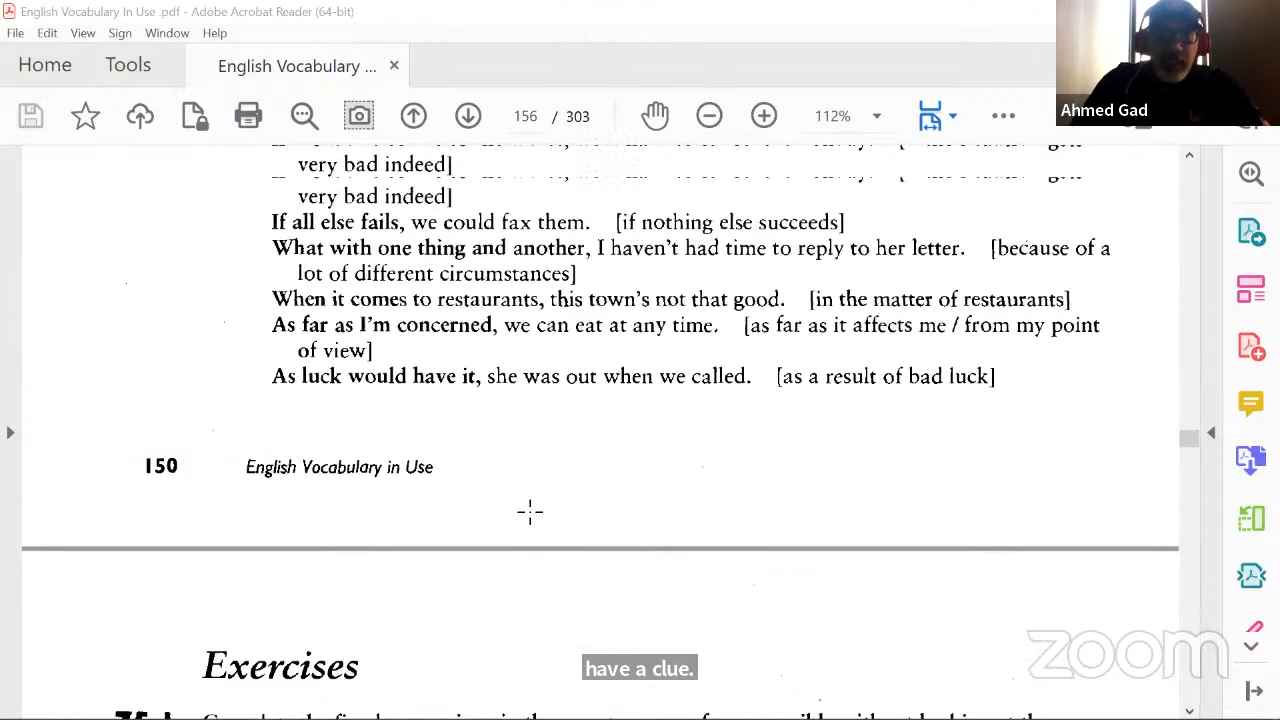 English Vocabulary In Use .pdf - Adobe Acrobat Reader (64-bit)
File Edit View Sign Window Help
Home Tools English Vocabulary ... ×
156 / 303 112%
Ahmed Gad
very bad indeed]
very bad indeed]
If all else fails, we could fax them. [if nothing else succeeds]
What with one thing and another, I haven't had time to reply to her letter. [because of a
lot of different circumstances]
When it comes to restaurants, this town's not that good. [in the matter of restaurants]
As far as I'm concerned, we can eat at any time. [as far as it affects me / from my point
of view]
As luck would have it, she was out when we called. [as a result of bad luck]
150 English Vocabulary in Use
Exercises
have a clue.
zoom